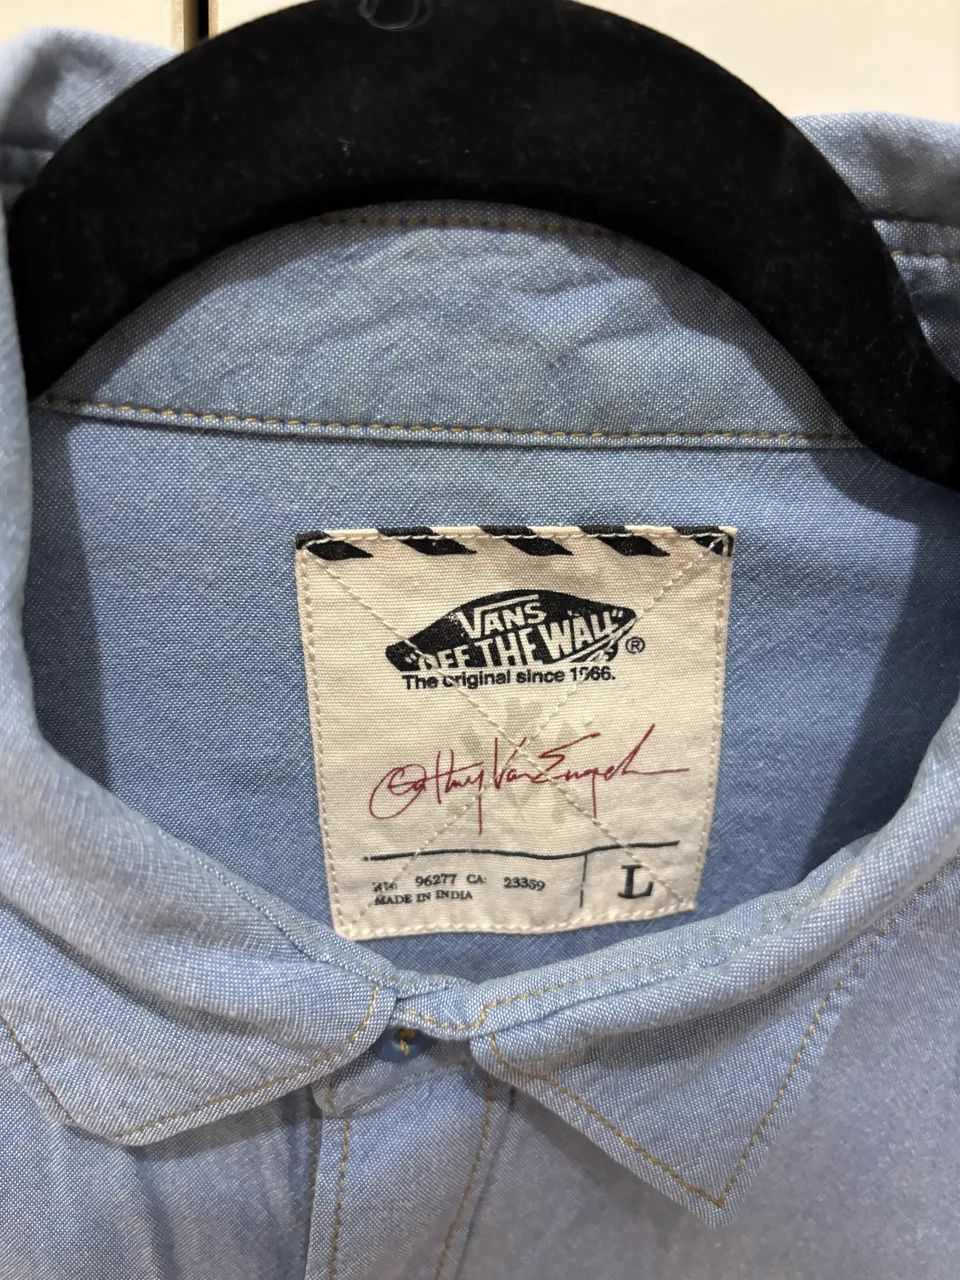 VANS
"OFF THE WALL"
®
The original since 1966.
96277 CA: 23359
MADE IN INDIA
L